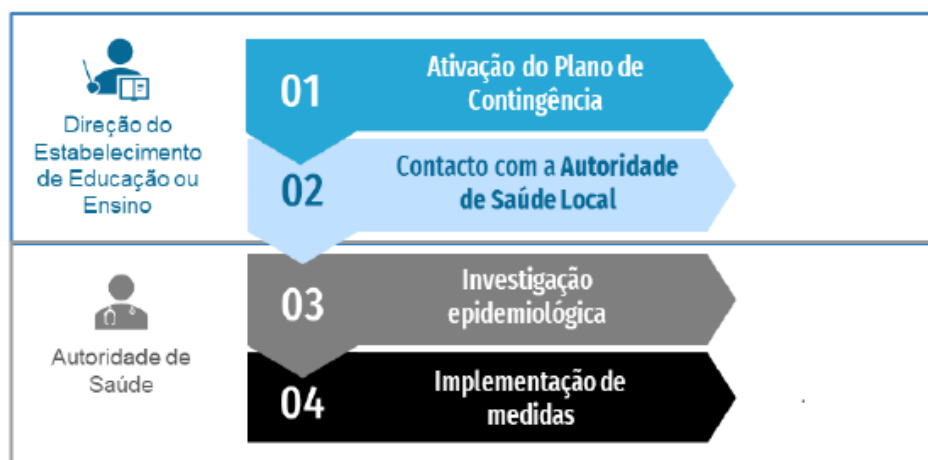 Direção do
Estabelecimento
de Educação ou
Ensino
01
Ativação do Plano de
Contingência
02
Contacto com a Autoridade
de Saúde Local
Autoridade de
Saúde
03
Investigação
epidemiológica
04
Implementação de
medidas